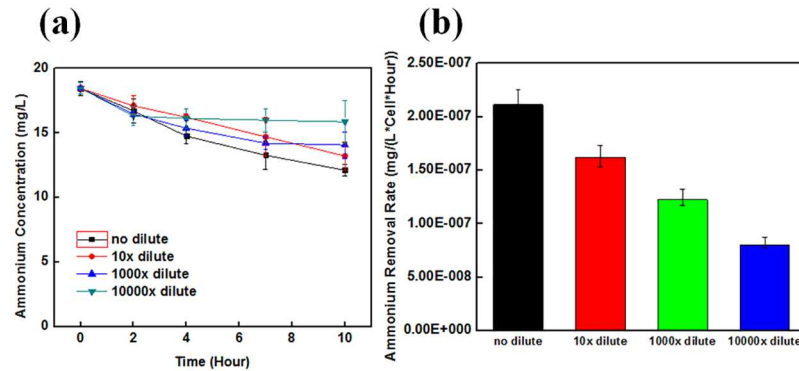 (a)
Ammonium Concentration (mg/L)
20
15
10
5
0
no dilute
10x dilute
1000x dilute
10000x dilute
0
2
4
6
8
10
Time (Hour)
(b)
Ammonium Removal Rate (mg/(L*Cell*Hour))
2.50E-007
2.00E-007
1.50E-007
1.00E-007
5.00E-008
0.00E+000
no dilute
10x dilute
1000x dilute
10000x dilute